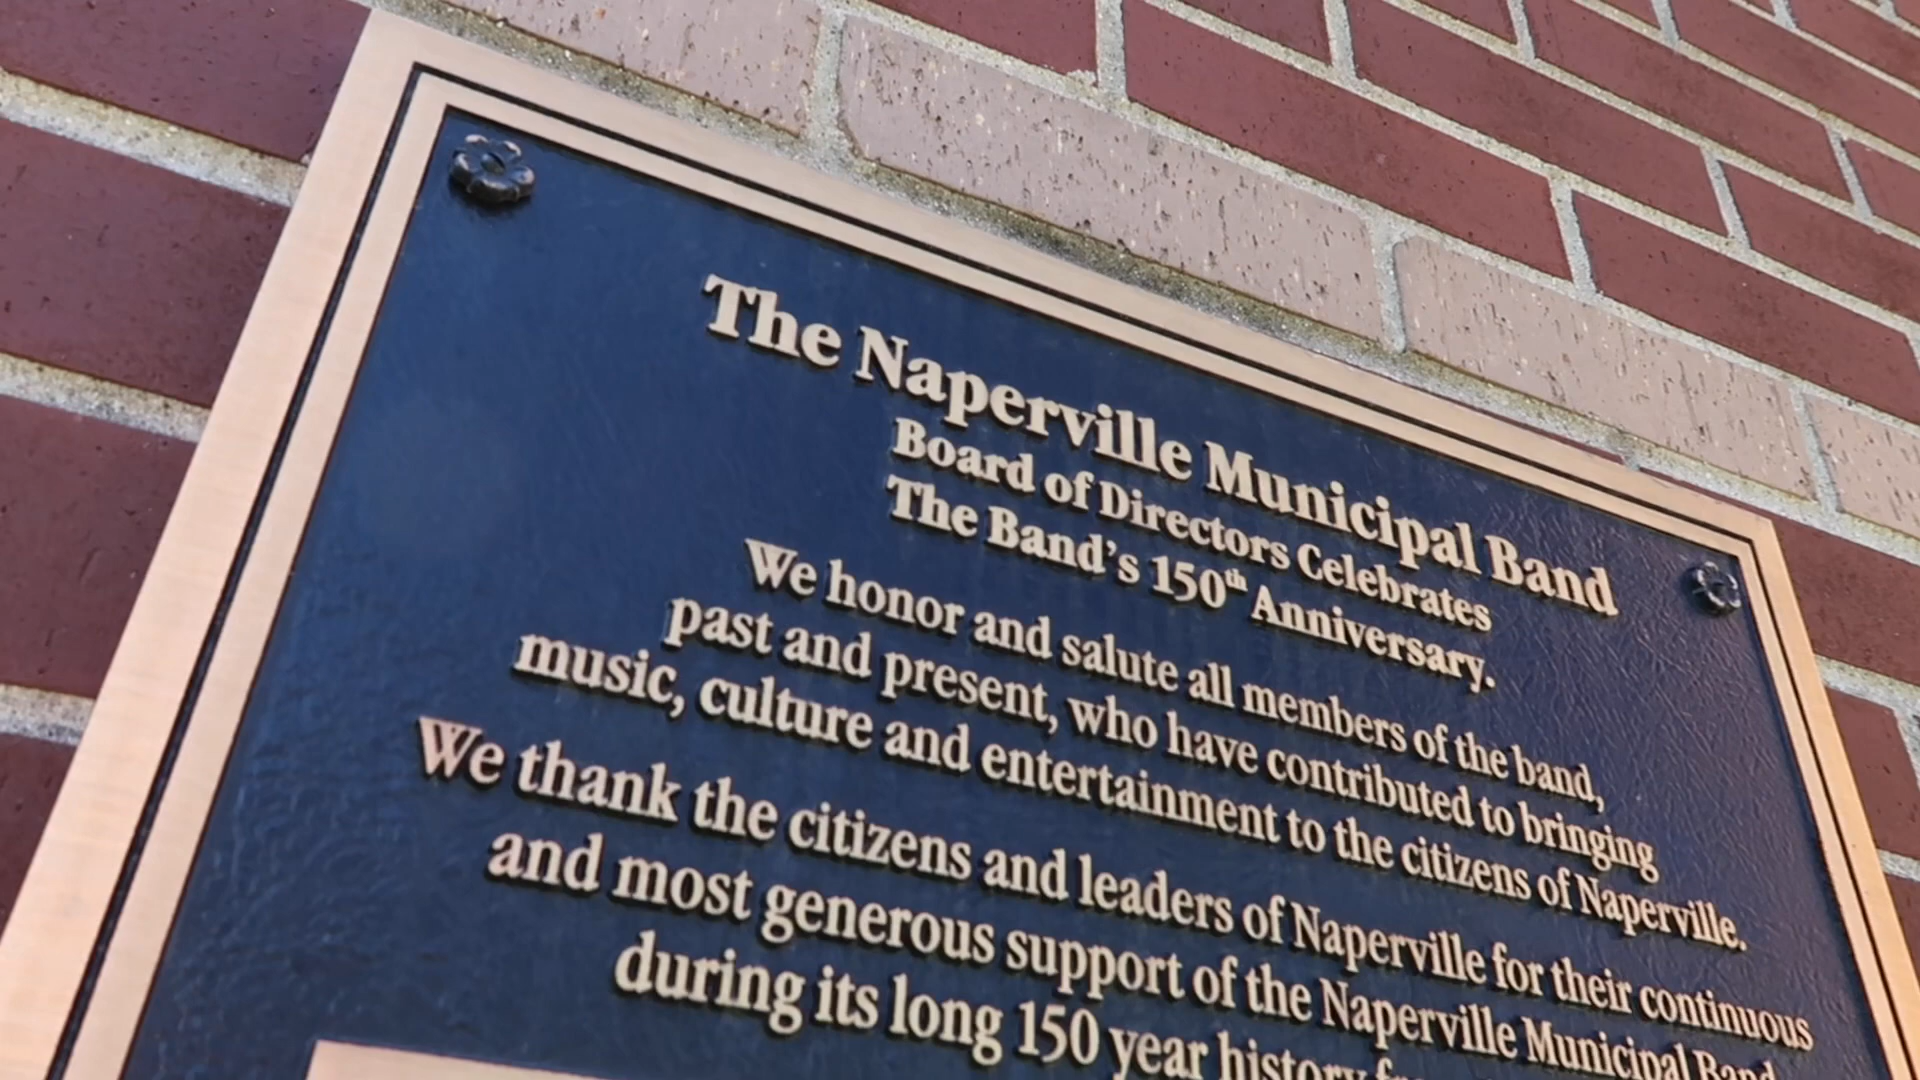 The Naperville Municipal Band
Board of Directors Celebrates
The Band's 150th Anniversary.
We honor and salute all members of the band,
past and present, who have contributed to bringing
music, culture and entertainment to the citizens of Naperville.
We thank the citizens and leaders of Naperville for their continuous
and most generous support of the Naperville Municipal Band
during its long 150 year history